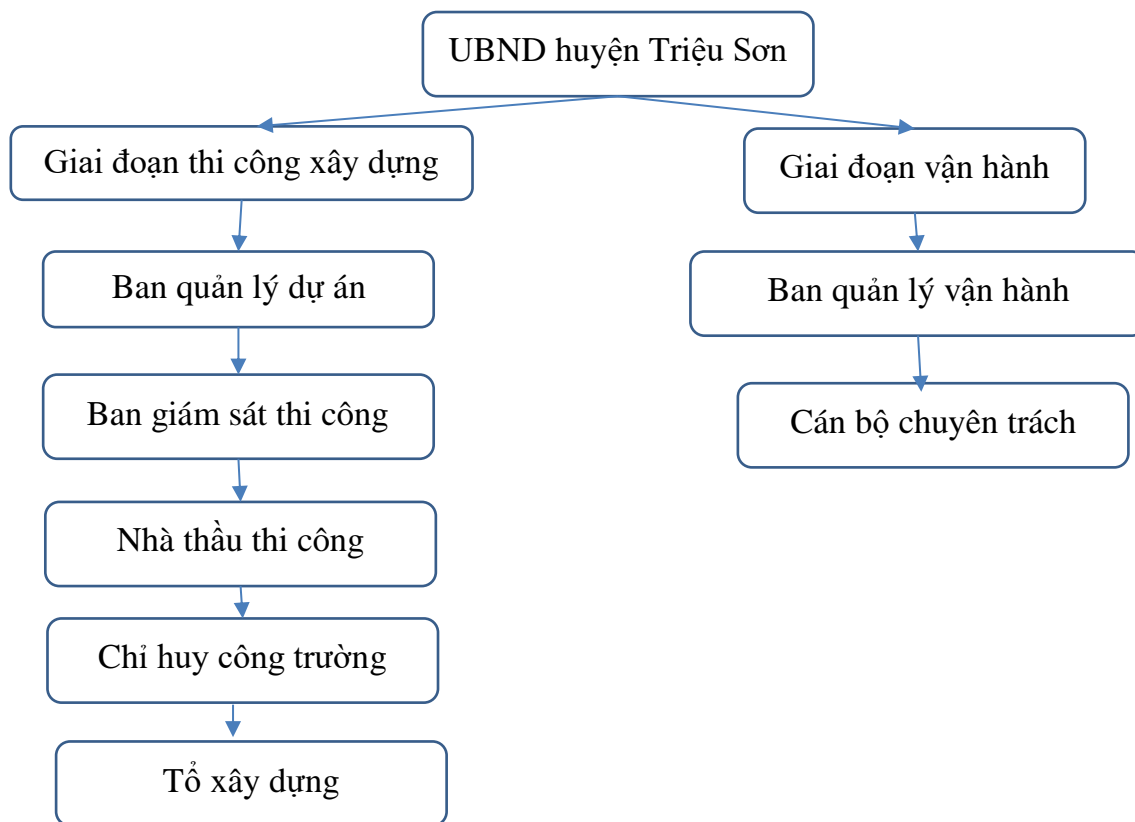 UBND huyện Triệu Sơn
Giai đoạn thi công xây dựng
Giai đoạn vận hành
Ban quản lý dự án
Ban quản lý vận hành
Ban giám sát thi công
Cán bộ chuyên trách
Nhà thầu thi công
Chỉ huy công trường
Tổ xây dựng